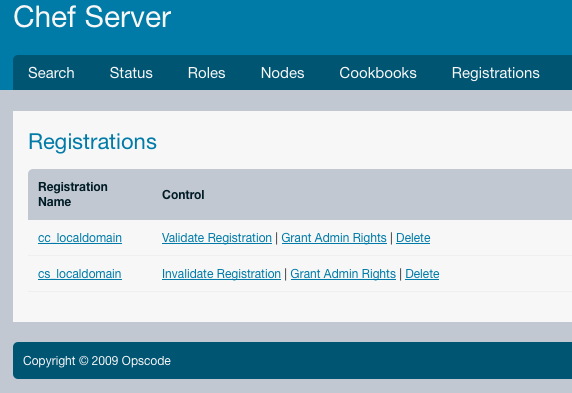 Chef Server
Search Status Roles Nodes Cookbooks Registrations
Registrations
Registration
Name
Control
cc_localdomain Validate Registration | Grant Admin Rights | Delete
cs_localdomain Invalidate Registration | Grant Admin Rights | Delete
Copyright © 2009 Opscode